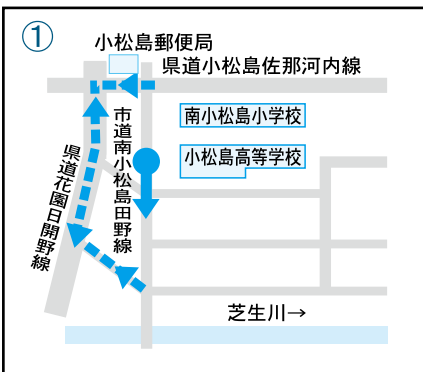 ①
小松島郵便局
県道小松島佐那河内線
南小松島小学校
小松島高等学校
市道南小松島田野線
県道花園日開野線
芝生川→